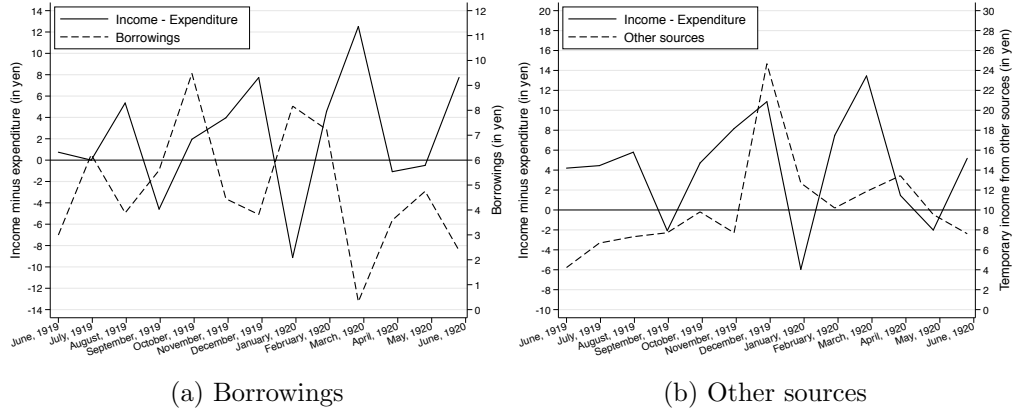 Income - Expenditure
Borrowings
Income minus expenditure (in yen)
14
12
10
8
6
4
2
0
-2
-4
-6
-8
-10
-12
-14
12
11
10
9
8
7
6
5
4
3
2
1
0
Borrowings (in yen)
June, 1919
July, 1919
August, 1919
September, 1919
October, 1919
November, 1919
December, 1919
January, 1920
February, 1920
March, 1920
April, 1920
May, 1920
June, 1920
(a) Borrowings
Income - Expenditure
Other sources
Income minus expenditure (in yen)
20
18
16
14
12
10
8
6
4
2
0
-2
-4
-6
-8
-10
30
28
26
24
22
20
18
16
14
12
10
8
6
4
2
0
Temporary income from other sources (in yen)
June, 1919
July, 1919
August, 1919
September, 1919
October, 1919
November, 1919
December, 1919
January, 1920
February, 1920
March, 1920
April, 1920
May, 1920
June, 1920
(b) Other sources